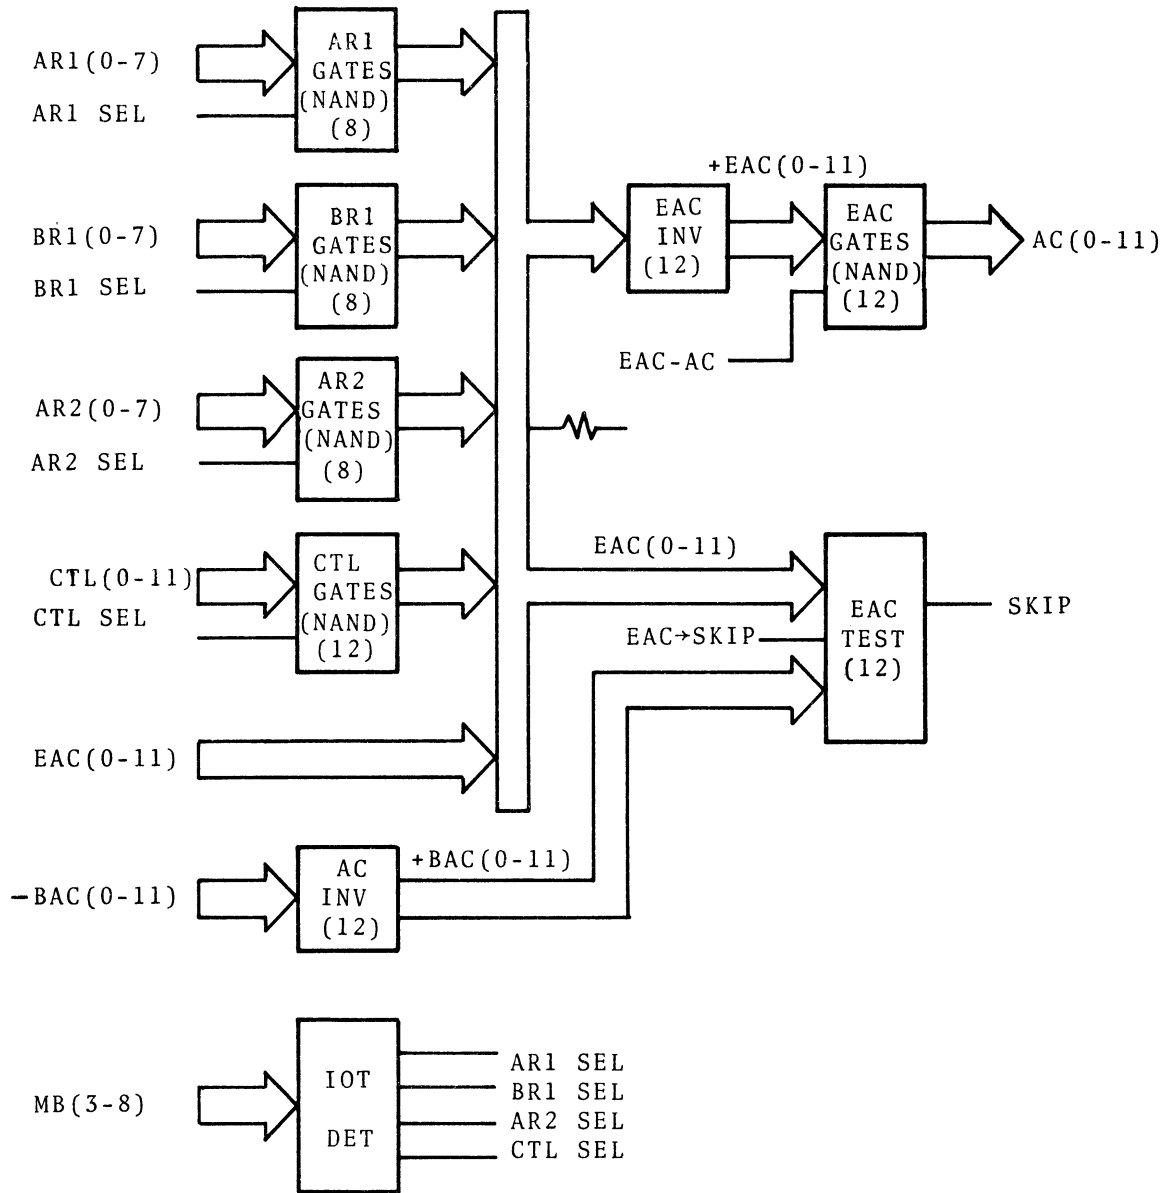 AR1(0-7)
AR1 SEL
AR1
GATES
(NAND)
(8)
BR1(0-7)
BR1 SEL
BR1
GATES
(NAND)
(8)
AR2(0-7)
AR2 SEL
AR2
GATES
(NAND)
(8)
CTL(0-11)
CTL SEL
CTL
GATES
(NAND)
(12)
EAC(0-11)
EAC
INV
(12)
+EAC(0-11)
EAC
GATES
(NAND)
(12)
AC(0-11)
EAC-AC
EAC(0-11)
EAC→SKIP
EAC
TEST
(12)
SKIP
-BAC(0-11)
AC
INV
(12)
+BAC(0-11)
MB(3-8)
IOT
DET
AR1 SEL
BR1 SEL
AR2 SEL
CTL SEL